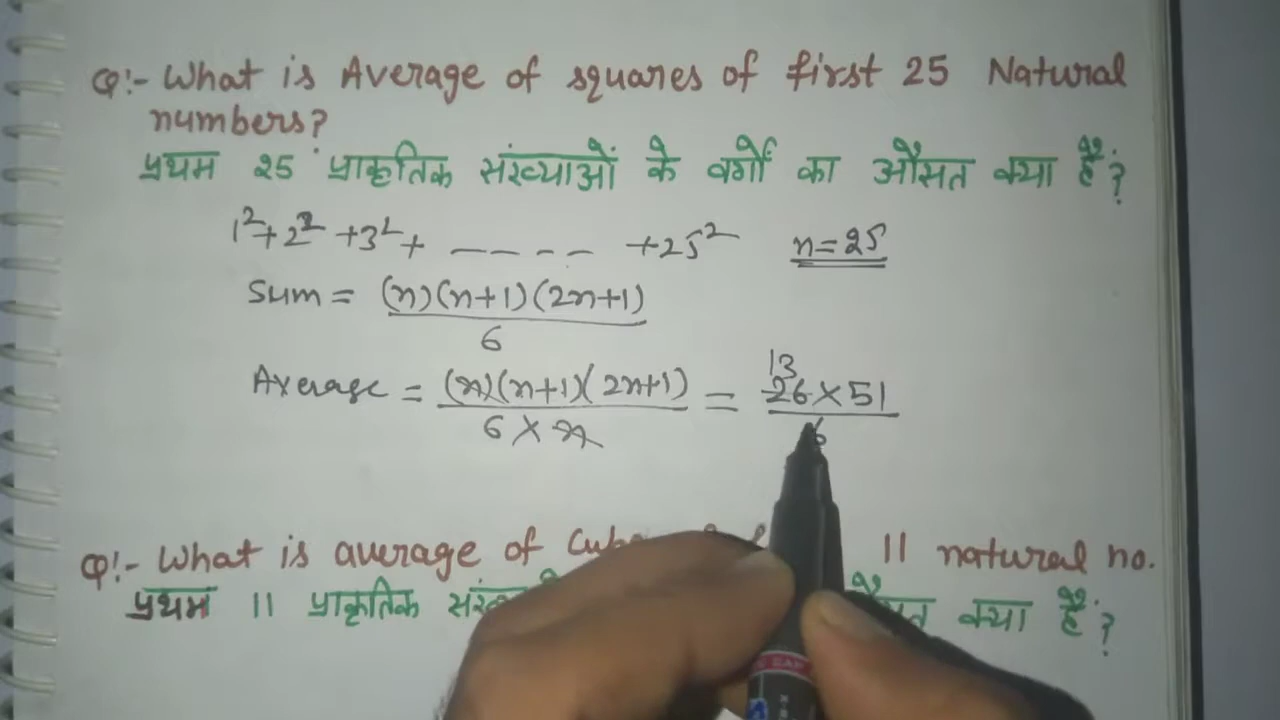 Q:- What is Average of squares of first 25 Natural
numbers?
प्रथम 25 प्राकृतिक संख्याओं के वर्गों का औसत क्या है?
1²+2²+3²+ ---- +25² n=25
Sum = (n)(n+1)(2n+1)
6
Average = (n)(n+1)(2n+1) = 13
26×51
6×n 6
Q:- What is average of 11 natural no.
प्रथम 11 प्राकृतिक क्या है?